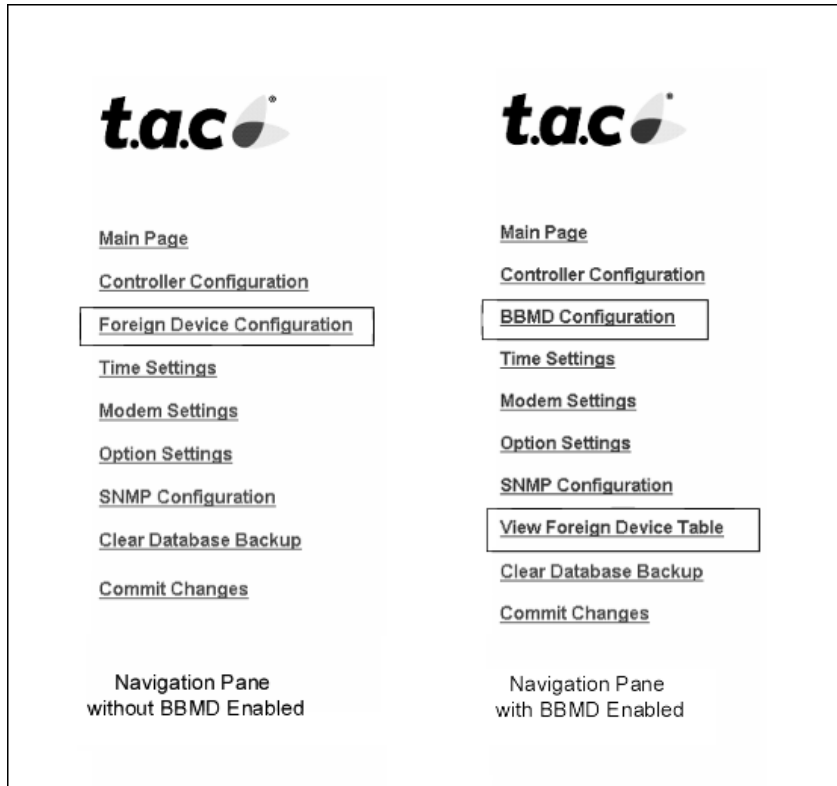 t.a.c®
Main Page
Controller Configuration
Foreign Device Configuration
Time Settings
Modem Settings
Option Settings
SNMP Configuration
Clear Database Backup
Commit Changes
Navigation Pane
without BBMD Enabled
t.a.c
Main Page
Controller Configuration
BBMD Configuration
Time Settings
Modem Settings
Option Settings
SNMP Configuration
View Foreign Device Table
Clear Database Backup
Commit Changes
Navigation Pane
with BBMD Enabled